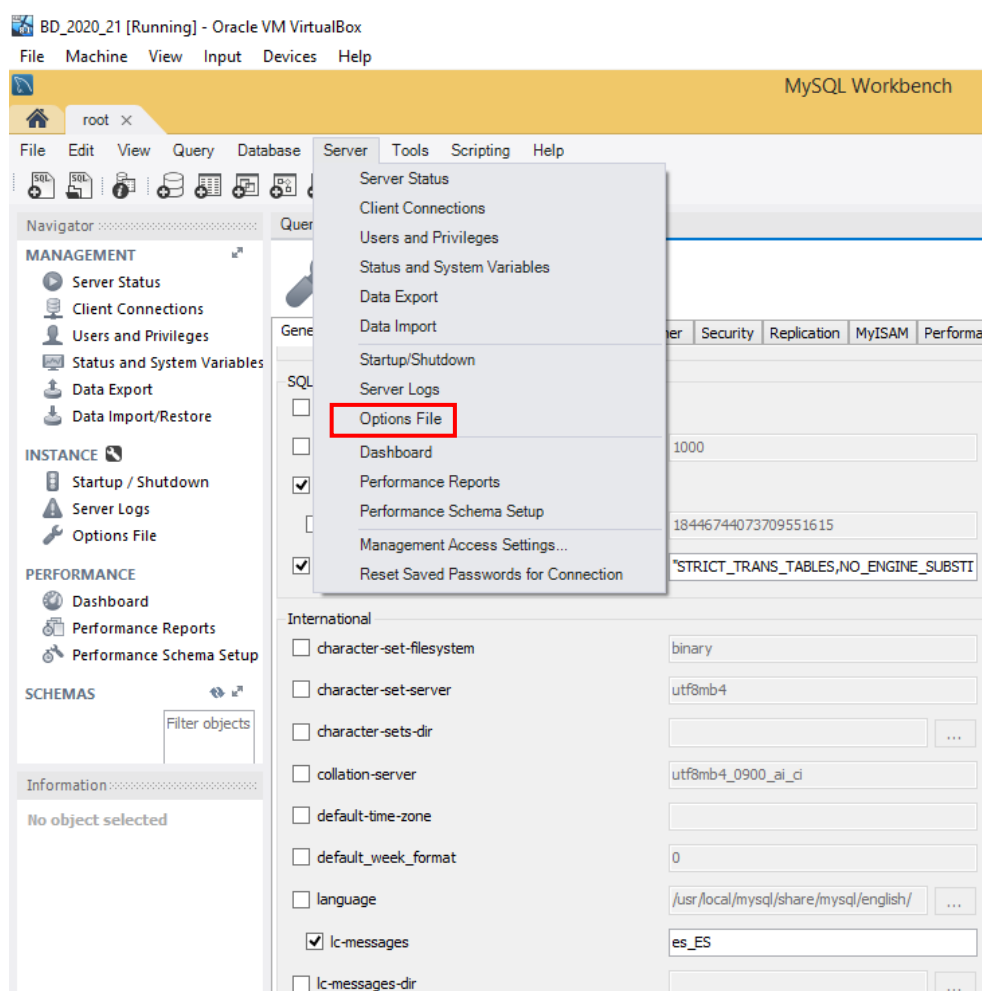 BD_2020_21 [Running] - Oracle VM VirtualBox
File Machine View Input Devices Help
MySQL Workbench
root ×
File Edit View Query Database Server Tools Scripting Help
Navigator
MANAGEMENT
Server Status
Client Connections
Users and Privileges
Status and System Variables
Data Export
Data Import/Restore
INSTANCE
Startup / Shutdown
Server Logs
Options File
PERFORMANCE
Dashboard
Performance Reports
Performance Schema Setup
SCHEMAS
Filter objects
Information
No object selected
Server Status
Client Connections
Users and Privileges
Status and System Variables
Data Export
Data Import
Startup/Shutdown
Server Logs
Options File
Dashboard
Performance Reports
Performance Schema Setup
Management Access Settings...
Reset Saved Passwords for Connection
Quer
Gene
ner Security Replication MyISAM Performa
SQL
1000
18446744073709551615
"STRICT_TRANS_TABLES,NO_ENGINE_SUBSTI
International
character-set-filesystem binary
character-set-server utf8mb4
character-sets-dir ...
collation-server utf8mb4_0900_ai_ci
default-time-zone
default_week_format 0
language /usr/local/mysql/share/mysql/english/ ...
lc-messages es_ES
lc-messages-dir ...